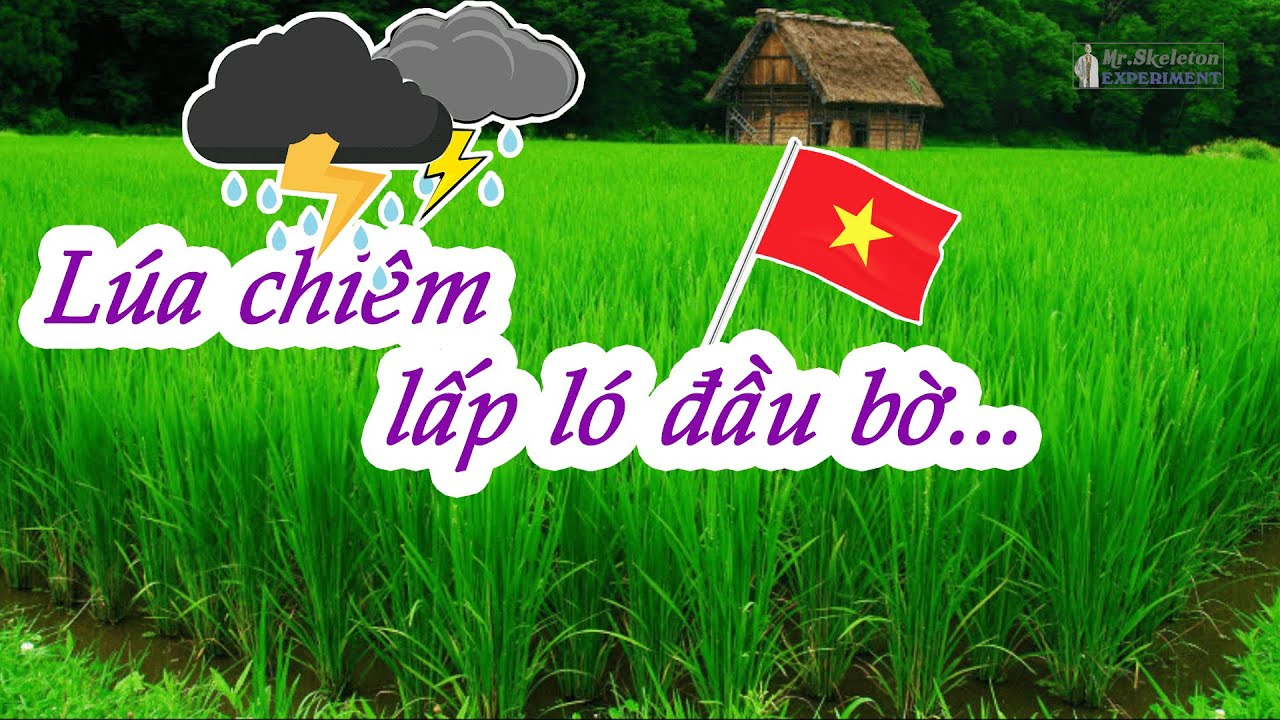 Mr.Skeleton
EXPERIMENT
Lúa chiêm
lấp ló đầu bờ...